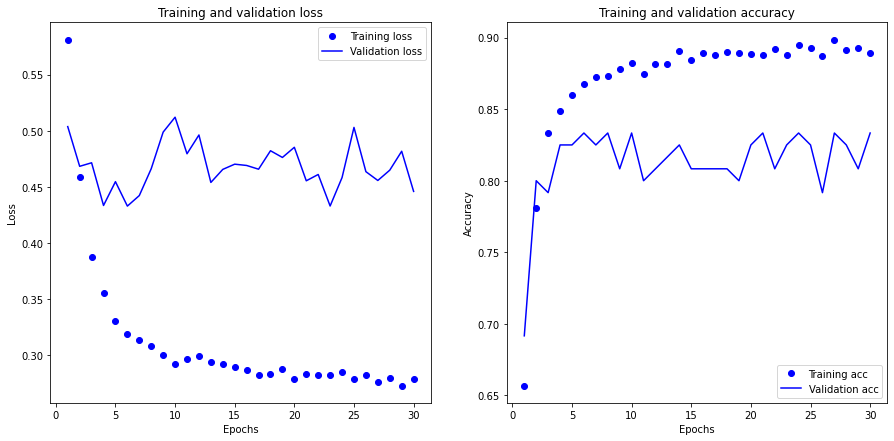 Training and validation loss
Training loss
Validation loss
0.55
0.50
0.45
0.40
0.35
0.30
Loss
0
5
10
15
20
25
30
Epochs
Training and validation accuracy
0.90
0.85
0.80
0.75
0.70
0.65
Accuracy
Training acc
Validation acc
0
5
10
15
20
25
30
Epochs